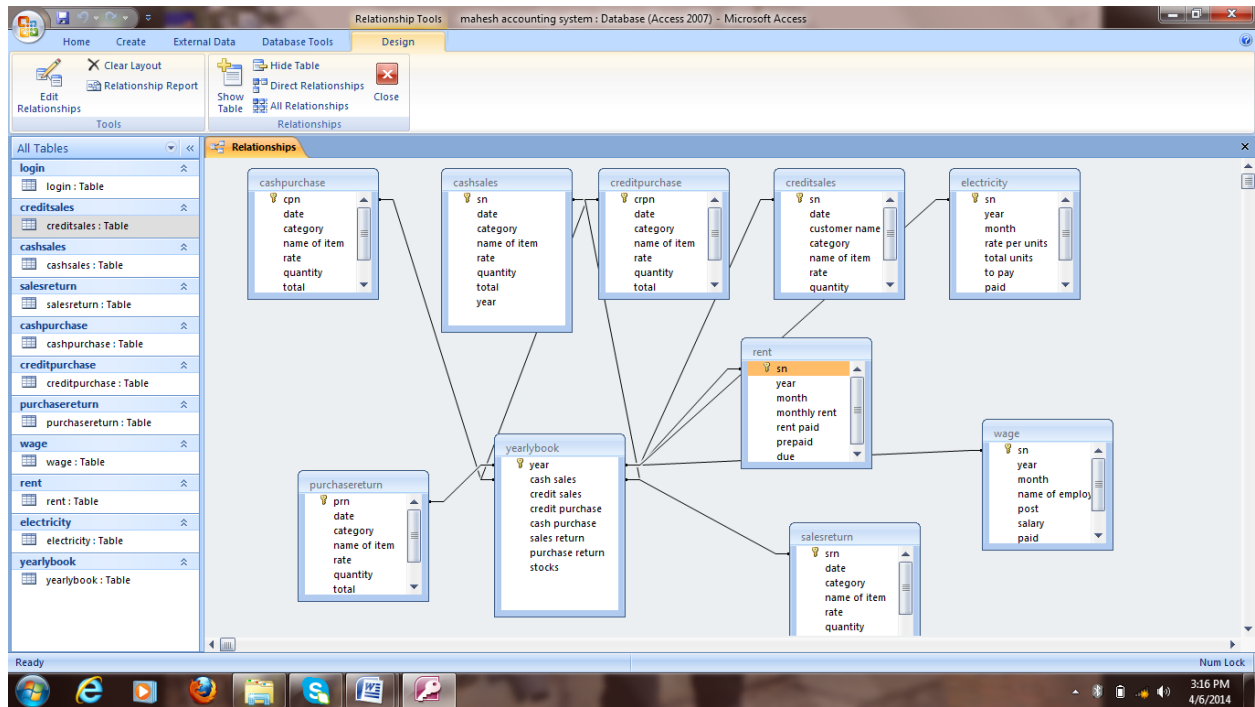 Relationship Tools
mahesh accounting system : Database (Access 2007) - Microsoft Access
Home Create External Data Database Tools Design
Edit Relationships
Clear Layout
Relationship Report
Tools
Show Table
Hide Table
Direct Relationships
All Relationships
Close
Relationships
All Tables
login
login : Table
creditsales
creditsales : Table
cashsales
cashsales : Table
salesreturn
salesreturn : Table
cashpurchase
cashpurchase : Table
creditpurchase
creditpurchase : Table
purchasereturn
purchasereturn : Table
wage
wage : Table
rent
rent : Table
electricity
electricity : Table
yearlybook
yearlybook : Table
Relationships
cashpurchase
cpn
date
category
name of item
rate
quantity
total
cashsales
sn
date
category
name of item
rate
quantity
total
year
creditpurchase
crpn
date
category
name of item
rate
quantity
total
creditsales
sn
date
customer name
category
name of item
rate
quantity
electricity
sn
year
month
rate per units
total units
to pay
paid
rent
sn
year
month
monthly rent
rent paid
prepaid
due
wage
sn
year
month
name of employ
post
salary
paid
yearlybook
year
cash sales
credit sales
credit purchase
cash purchase
sales return
purchase return
stocks
purchasereturn
prn
date
category
name of item
rate
quantity
total
salesreturn
srn
date
category
name of item
rate
quantity
Ready
Num Lock
3:16 PM
4/6/2014